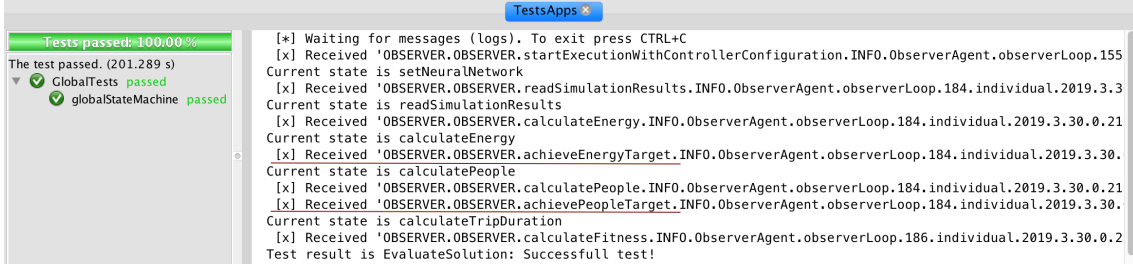 TestsApps
Tests passed: 100.00 %
The test passed. (201.289 s)
GlobalTests passed
globalStateMachine passed
[*] Waiting for messages (logs). To exit press CTRL+C
[x] Received 'OBSERVER.OBSERVER.startExecutionWithControllerConfiguration.INFO.ObserverAgent.observerLoop.155
Current state is setNeuralNetwork
[x] Received 'OBSERVER.OBSERVER.readSimulationResults.INFO.ObserverAgent.observerLoop.184.individual.2019.3.3
Current state is readSimulationResults
[x] Received 'OBSERVER.OBSERVER.calculateEnergy.INFO.ObserverAgent.observerLoop.184.individual.2019.3.30.0.21
Current state is calculateEnergy
[x] Received 'OBSERVER.OBSERVER.achieveEnergyTarget.INFO.ObserverAgent.observerLoop.184.individual.2019.3.30.
Current state is calculatePeople
[x] Received 'OBSERVER.OBSERVER.calculatePeople.INFO.ObserverAgent.observerLoop.184.individual.2019.3.30.0.21
[x] Received 'OBSERVER.OBSERVER.achievePeopleTarget.INFO.ObserverAgent.observerLoop.184.individual.2019.3.30.
Current state is calculateTripDuration
[x] Received 'OBSERVER.OBSERVER.calculateFitness.INFO.ObserverAgent.observerLoop.186.individual.2019.3.30.0.2
Test result is EvaluateSolution: Successfull test!